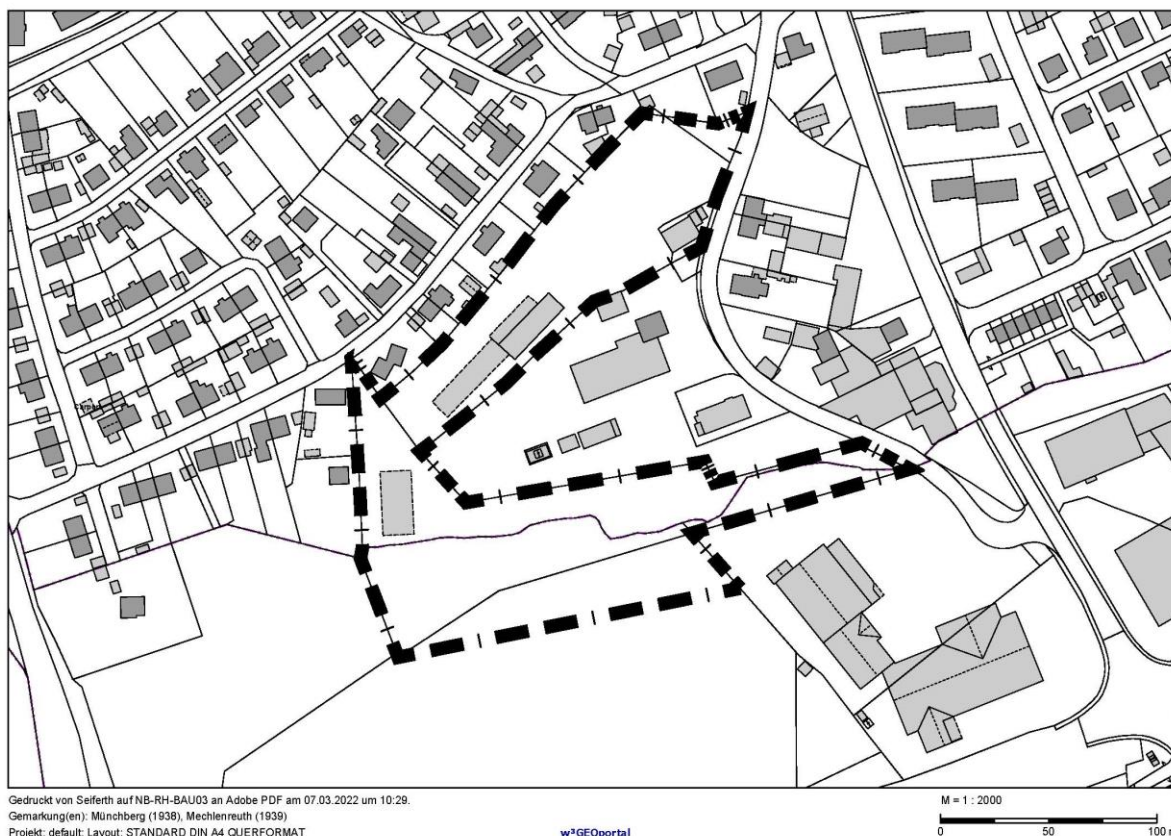 Gedruckt von Seiferth auf NB-RH-BAU03 an Adobe PDF am 07.03.2022 um 10:29.
Gemarkung(en): Münchberg (1938), Mechlenreuth (1939)
Projekt: default; Layout: STANDARD DIN A4 QUERFORMAT
w³GEOportal
M = 1 : 2000
0 50 100 m